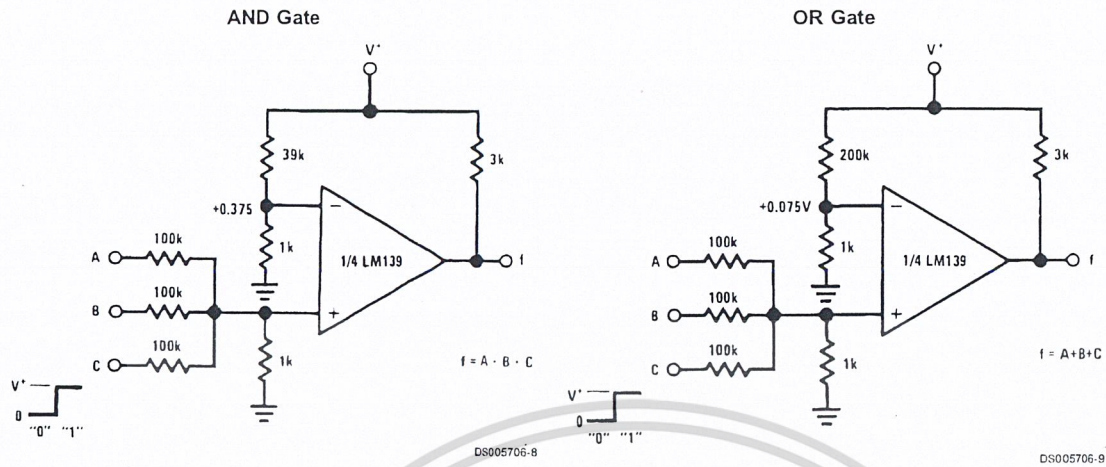 AND Gate
V+
39k
3k
+0.375
1k
100k
A
100k
B
100k
C
1/4 LM139
f
1k
f = A · B · C
V+
0
"0" "1"
DS005706-8
OR Gate
V+
200k
3k
+0.075V
1k
100k
A
100k
B
100k
C
1/4 LM139
f
1k
f = A+B+C
V+
0
"0" "1"
DS005706-9